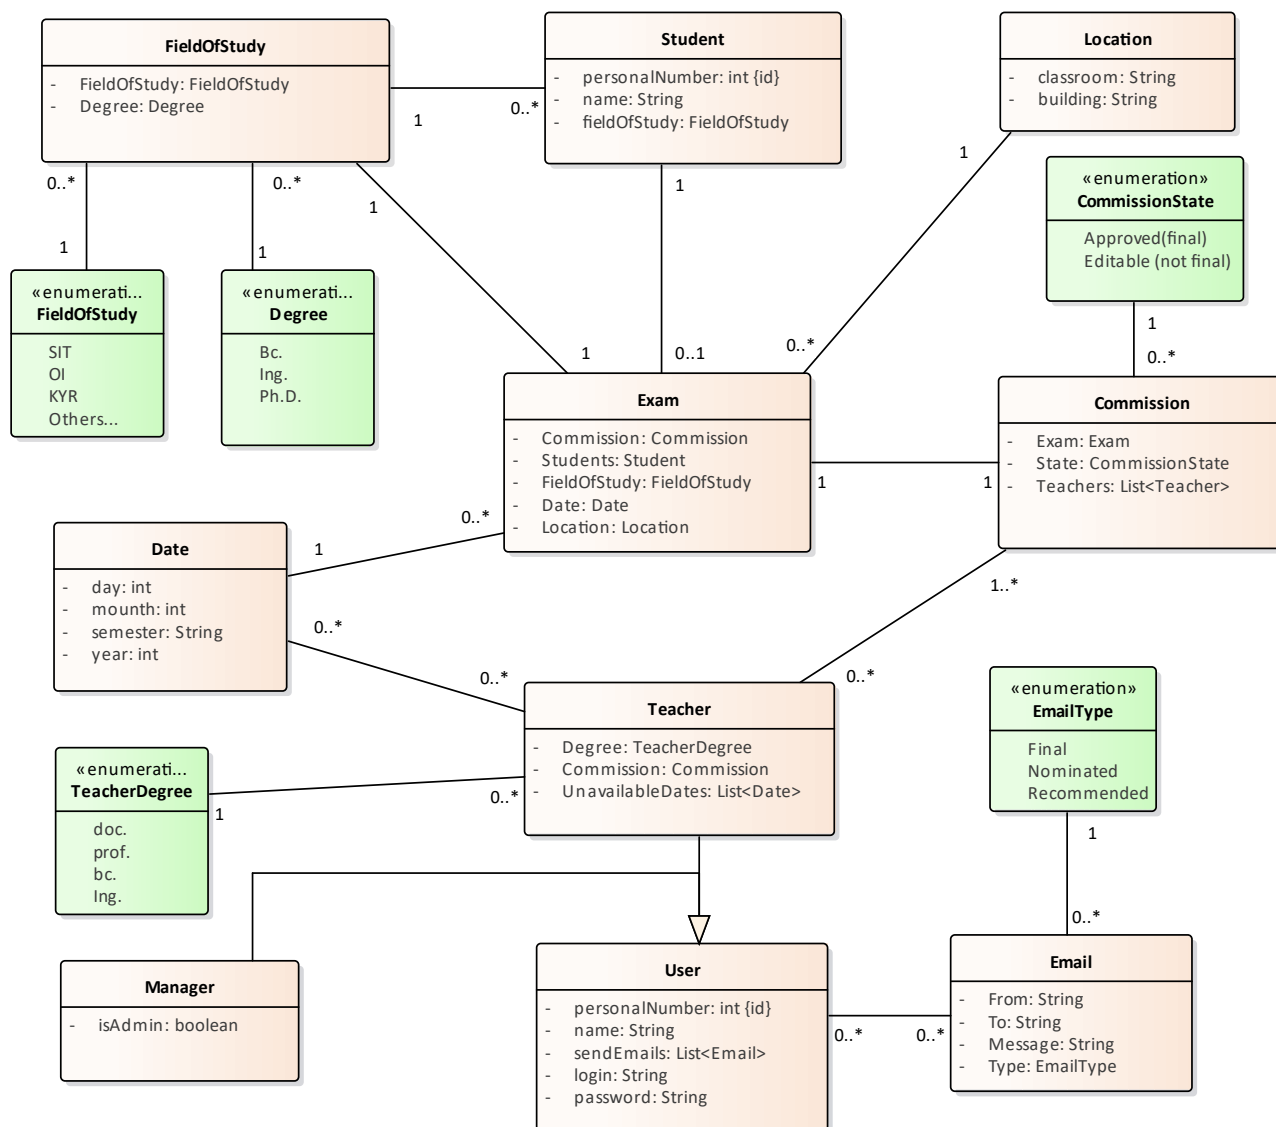 FieldOfStudy
- FieldOfStudy: FieldOfStudy
- Degree: Degree
Student
- personalNumber: int {id}
- name: String
- fieldOfStudy: FieldOfStudy
Location
- classroom: String
- building: String
1
0..*
1
0..*
0..*
1
1
1
1
«enumeration»
CommissionState
Approved(final)
Editable (not final)
«enumerati...
FieldOfStudy
SIT
OI
KYR
Others...
«enumerati...
Degree
Bc.
Ing.
Ph.D.
1
0..1
0..*
1
0..*
Exam
- Commission: Commission
- Students: Student
- FieldOfStudy: FieldOfStudy
- Date: Date
- Location: Location
Commission
- Exam: Exam
- State: CommissionState
- Teachers: List<Teacher>
1
1
0..*
1
Date
- day: int
- mounth: int
- semester: String
- year: int
0..*
0..*
1..*
0..*
Teacher
- Degree: TeacherDegree
- Commission: Commission
- UnavailableDates: List<Date>
«enumeration»
EmailType
Final
Nominated
Recommended
«enumerati...
TeacherDegree
doc.
prof.
bc.
Ing.
0..*
1
1
0..*
Manager
- isAdmin: boolean
User
- personalNumber: int {id}
- name: String
- sendEmails: List<Email>
- login: String
- password: String
0..*
0..*
Email
- From: String
- To: String
- Message: String
- Type: EmailType